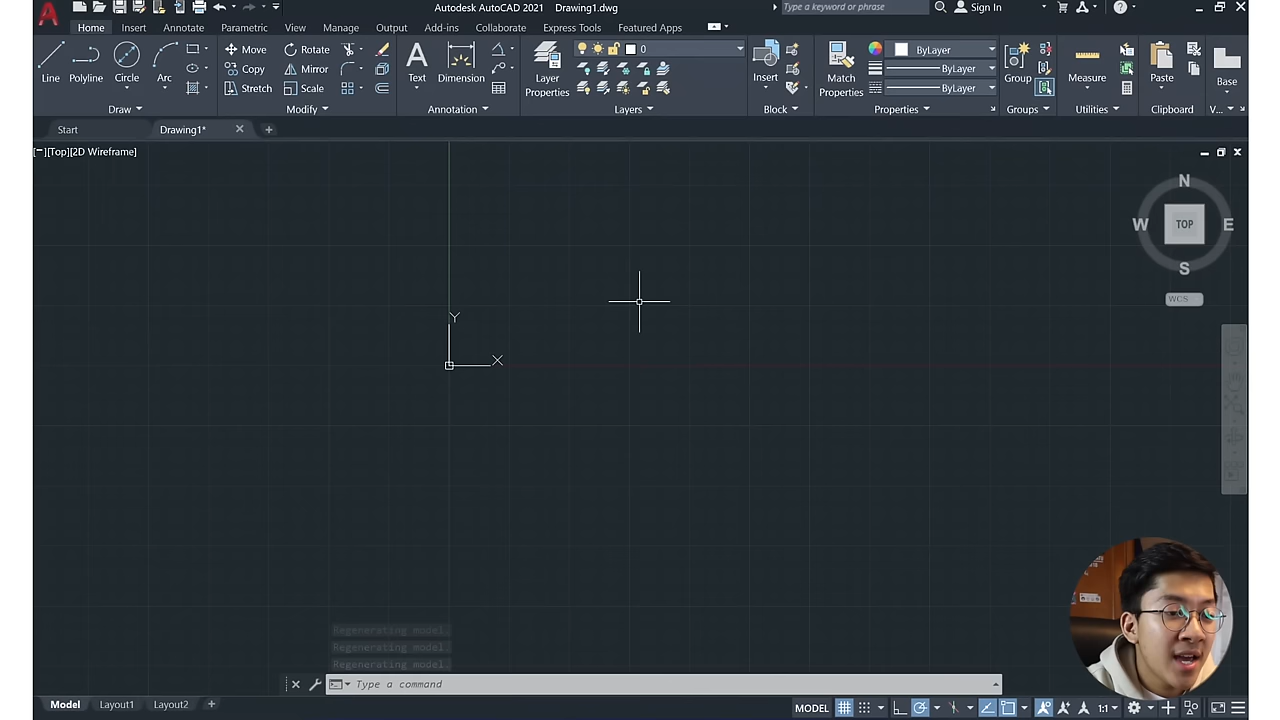 Autodesk AutoCAD 2021 Drawing1.dwg
Type a keyword or phrase
Sign In
Home Insert Annotate Parametric View Manage Output Add-ins Collaborate Express Tools Featured Apps
Line Polyline Circle Arc
Move Rotate
Copy Mirror
Stretch Scale
Text Dimension
Layer Properties
0
Insert
Match Properties
ByLayer
ByLayer
ByLayer
Group
Measure
Paste
Base
Draw Modify Annotation Layers Block Properties Groups Utilities Clipboard V...
Start Drawing1*
[−][Top][2D Wireframe]
N
W TOP E
S
WCS
Y
X
Regenerating model.
Regenerating model.
Regenerating model.
Type a command
Model Layout1 Layout2
MODEL 1:1